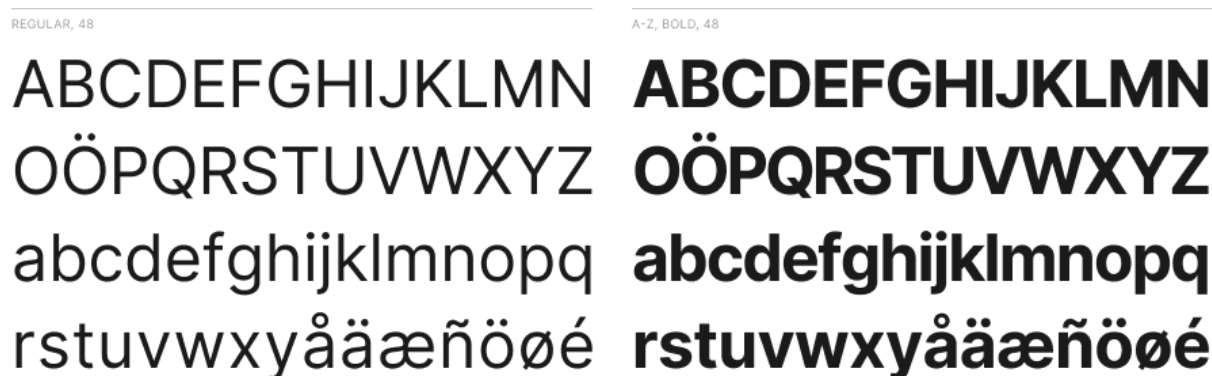 REGULAR, 48
ABCDEFGHIJKLMN
OÖPQRSTUVWXYZ
abcdefghijklmnopq
rstuvwxyåäæñöøé
A-Z, BOLD, 48
ABCDEFGHIJKLMN
OÖPQRSTUVWXYZ
abcdefghijklmnopq
rstuvwxyåäæñöøé